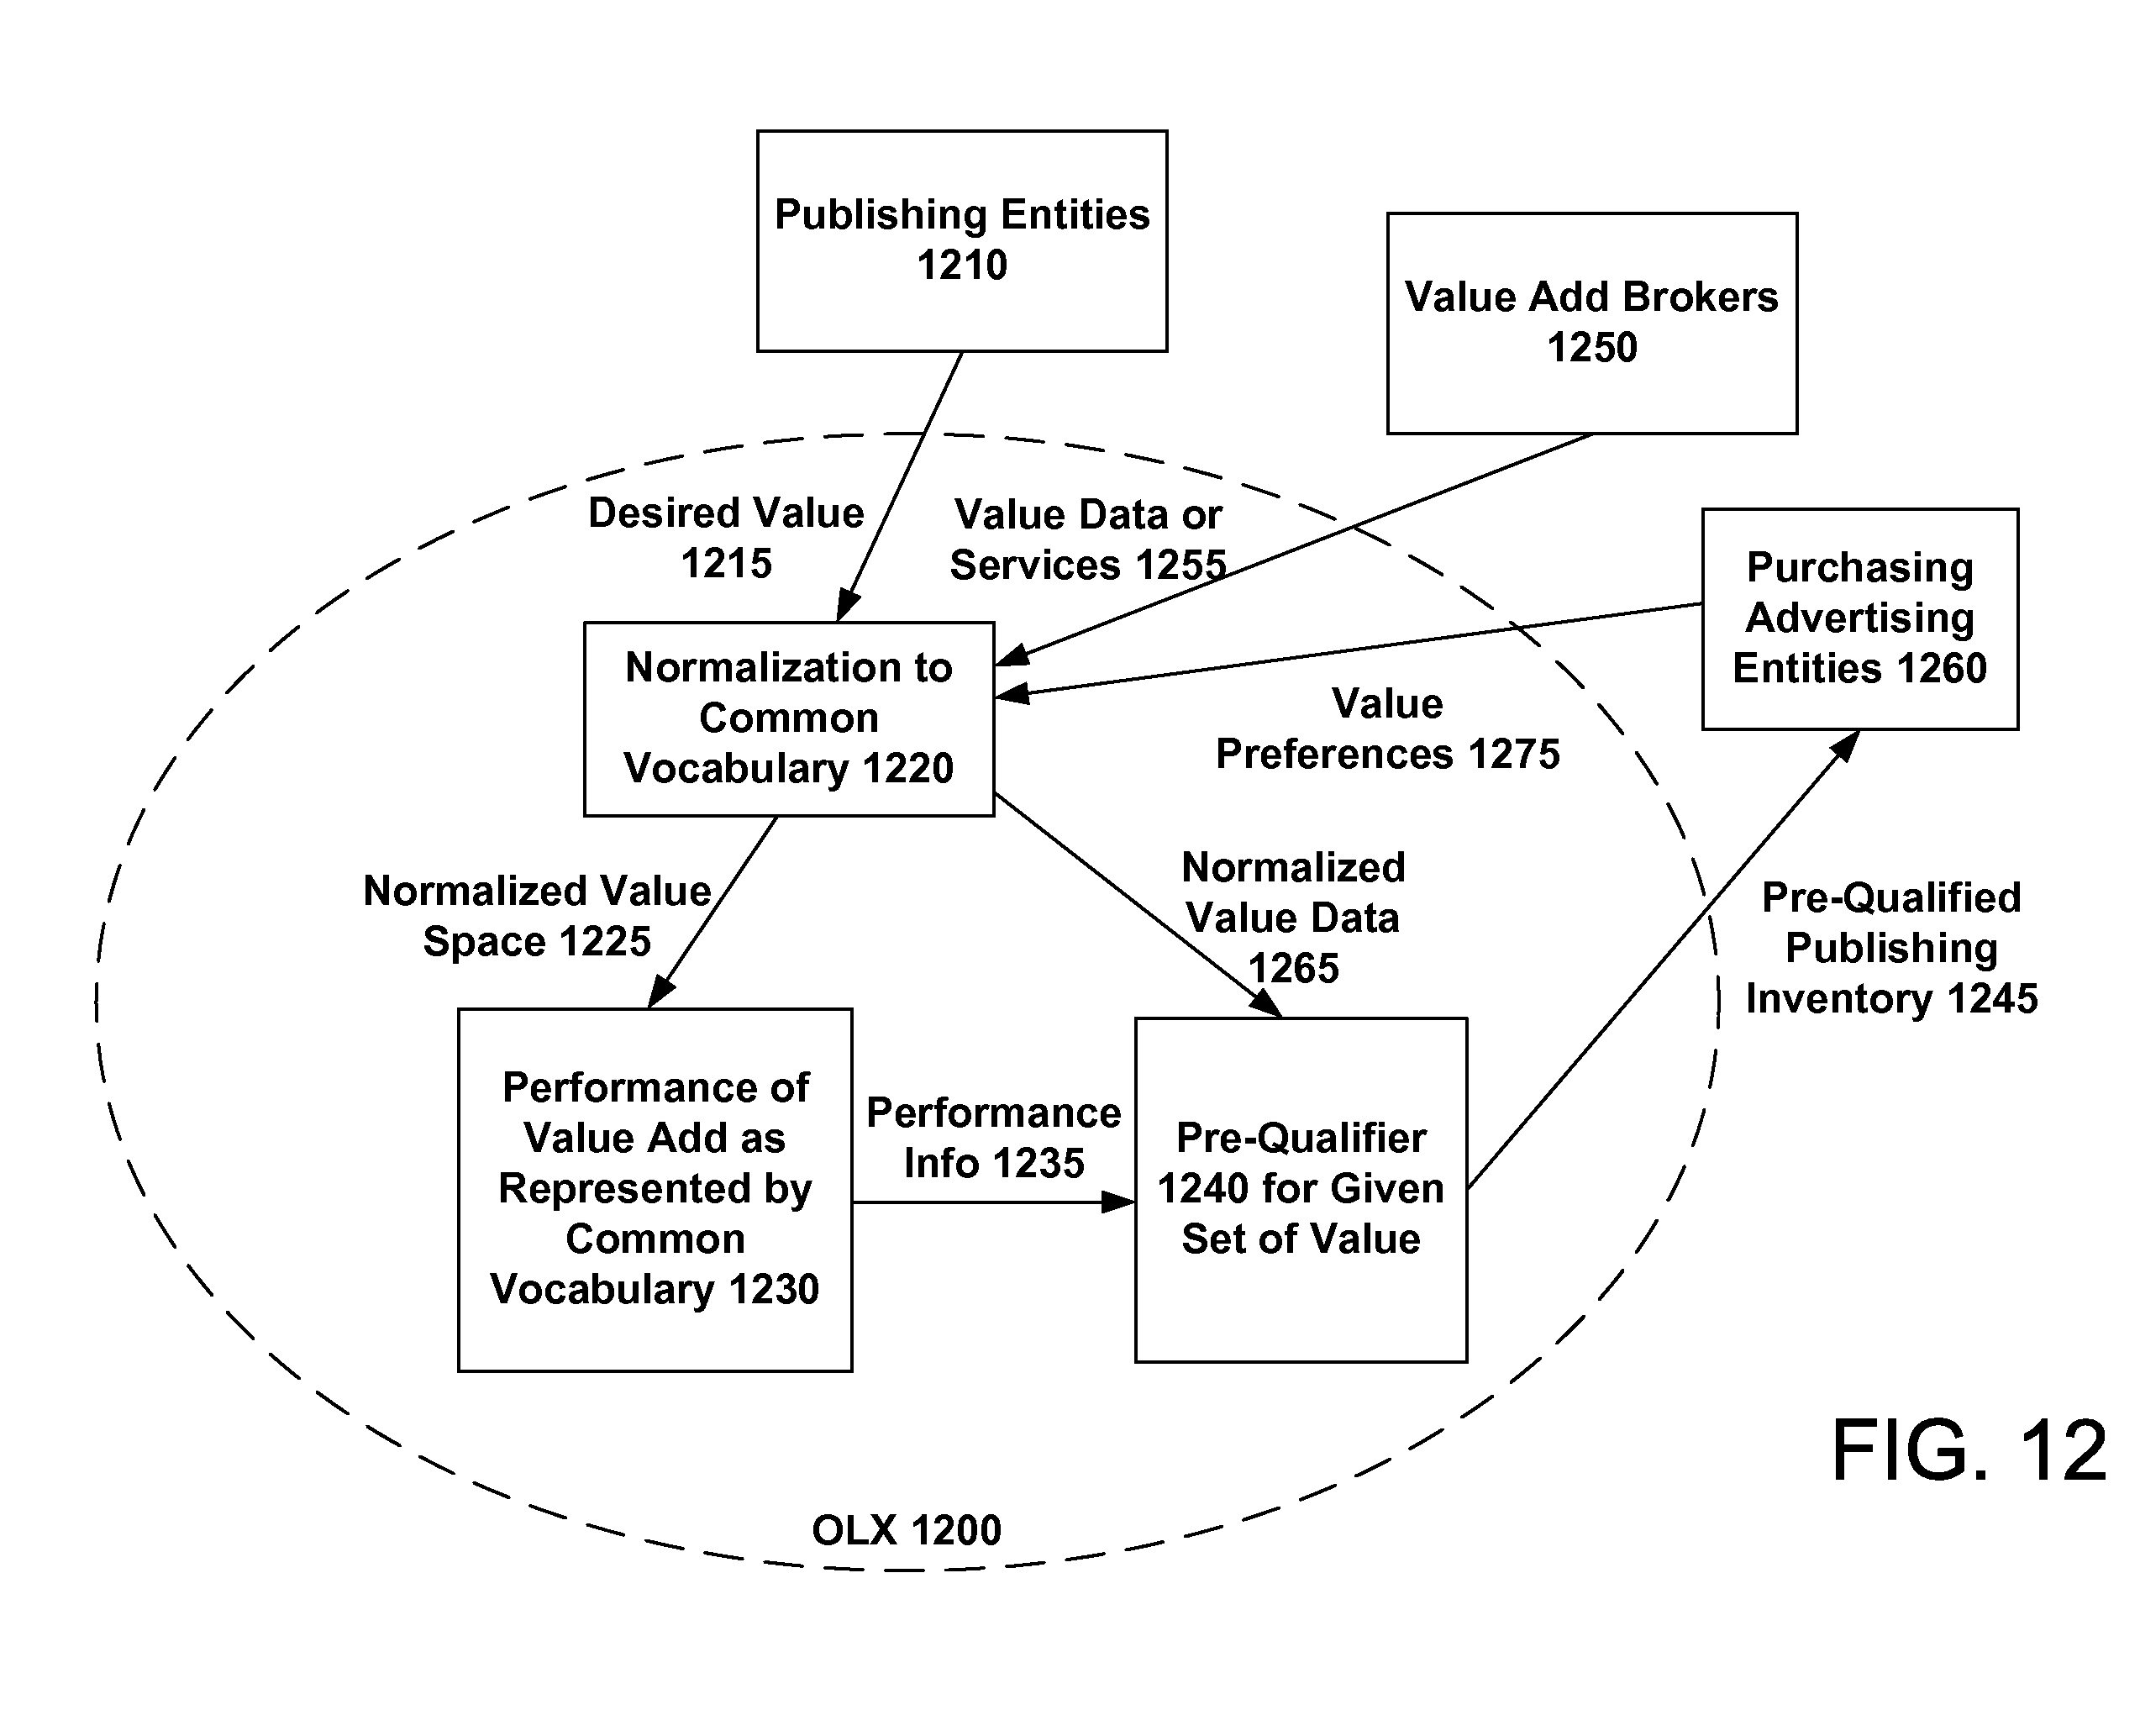 Publishing Entities
1210
Value Add Brokers
1250
Desired Value
1215
Value Data or
Services 1255
Purchasing
Advertising
Entities 1260
Normalization to
Common
Vocabulary 1220
Value
Preferences 1275
Normalized Value
Space 1225
Normalized
Value Data
1265
Pre-Qualified
Publishing
Inventory 1245
Performance of
Value Add as
Represented by
Common
Vocabulary 1230
Performance
Info 1235
Pre-Qualifier
1240 for Given
Set of Value
OLX 1200
FIG. 12